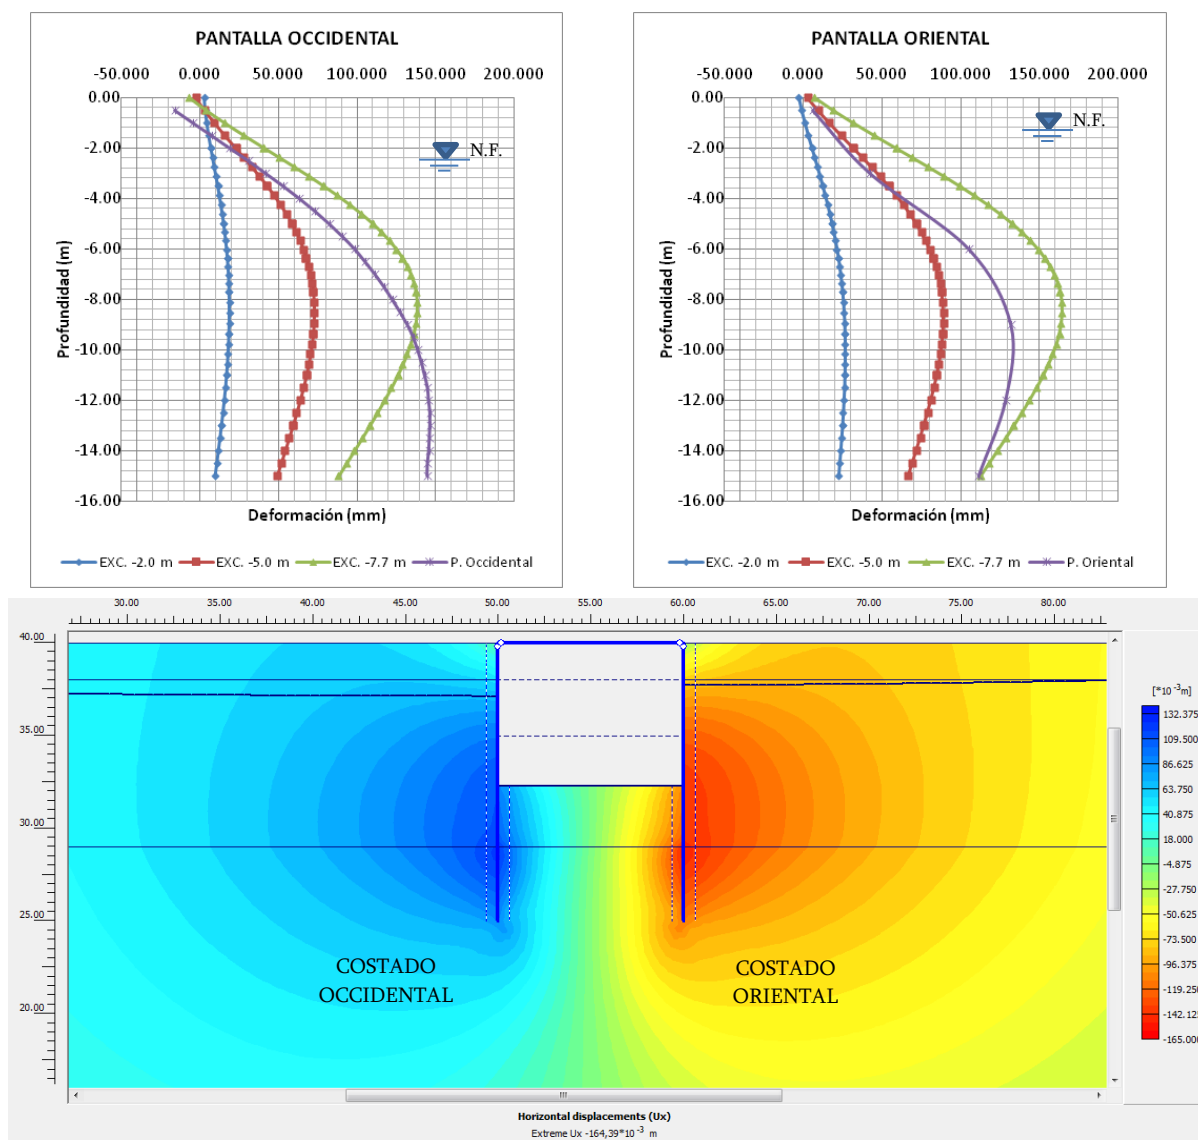 PANTALLA OCCIDENTAL
-50.000 0.000 50.000 100.000 150.000 200.000
0.00
-2.00
-4.00
-6.00
-8.00
-10.00
-12.00
-14.00
-16.00
Profundidad (m)
N.F.
Deformación (mm)
EXC. -2.0 m EXC. -5.0 m EXC. -7.7 m P. Occidental
PANTALLA ORIENTAL
-50.000 0.000 50.000 100.000 150.000 200.000
0.00
-2.00
-4.00
-6.00
-8.00
-10.00
-12.00
-14.00
-16.00
Profundidad (m)
N.F.
Deformación (mm)
EXC. -2.0 m EXC. -5.0 m EXC. -7.7 m P. Oriental
30.00 35.00 40.00 45.00 50.00 55.00 60.00 65.00 70.00 75.00 80.00
40.00
35.00
30.00
25.00
20.00
COSTADO
OCCIDENTAL
COSTADO
ORIENTAL
[*10 -3m]
132.375
109.500
86.625
63.750
40.875
18.000
-4.875
-27.750
-50.625
-73.500
-96.375
-119.250
-142.125
-165.000
Horizontal displacements (Ux)
Extreme Ux -164,39*10 -3 m